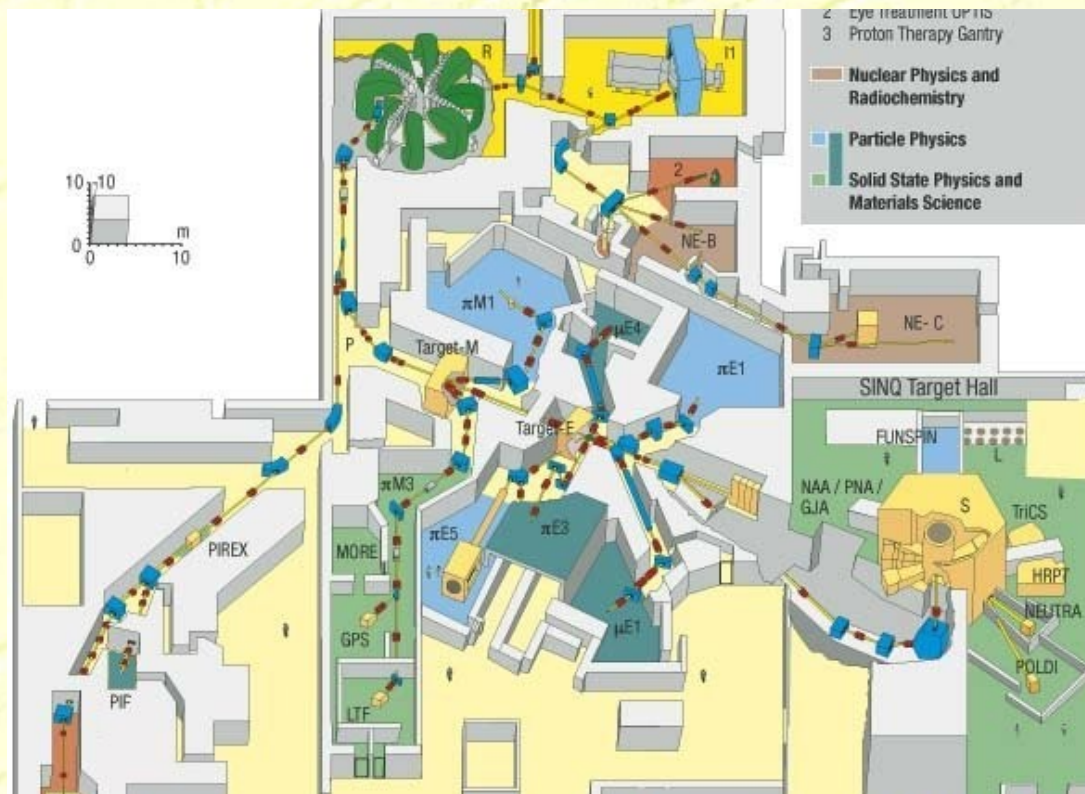 2 Eye Treatment OPTIS
3 Proton Therapy Gantry
Nuclear Physics and
Radiochemistry
Particle Physics
Solid State Physics and
Materials Science
R
I1
10
10
0
m
0
10
2
NE-B
πM1
μE4
NE- C
P
Target-M
πE1
SINQ Target Hall
Target-E
FUNSPIN
L
πM3
NAA / PNA /
GJA
S
TriCS
πE5
πE3
PIREX
MORE
HRPT
NEUTRA
GPS
μE1
POLDI
PIF
LTF